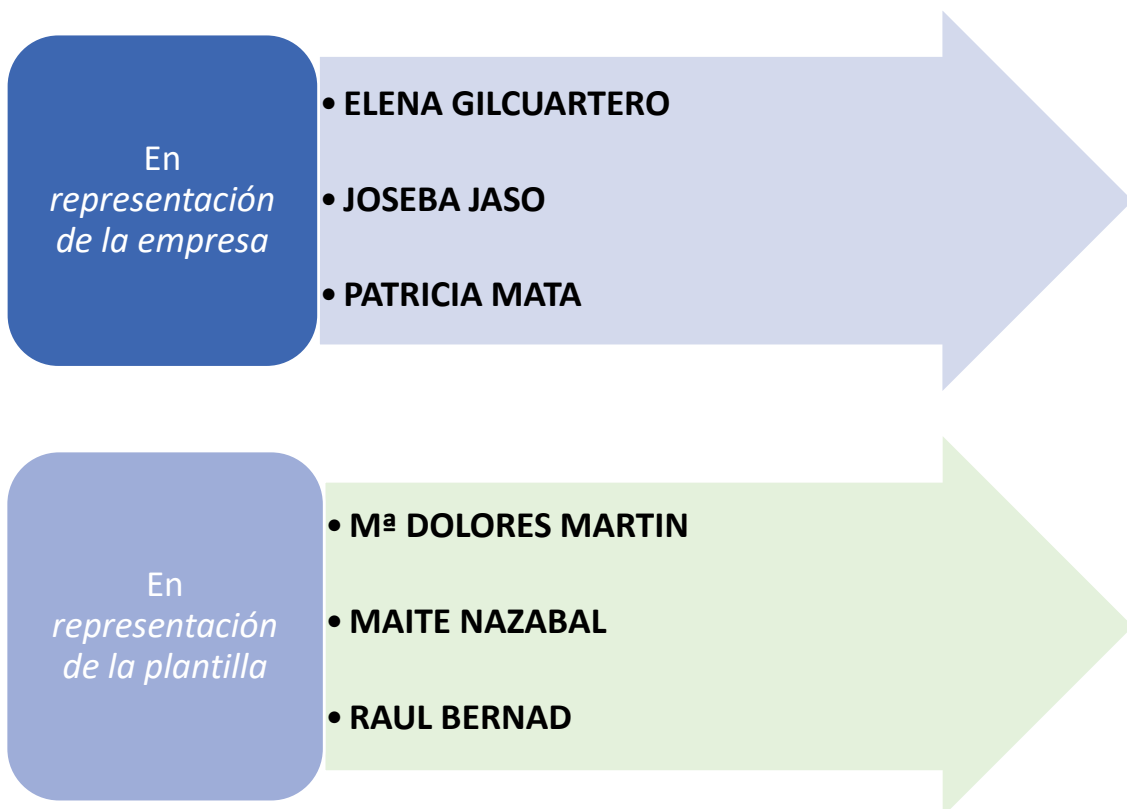 En
representación
de la empresa
• ELENA GILCUARTERO
• JOSEBA JASO
• PATRICIA MATA
En
representación
de la plantilla
• Mª DOLORES MARTIN
• MAITE NAZABAL
• RAUL BERNAD